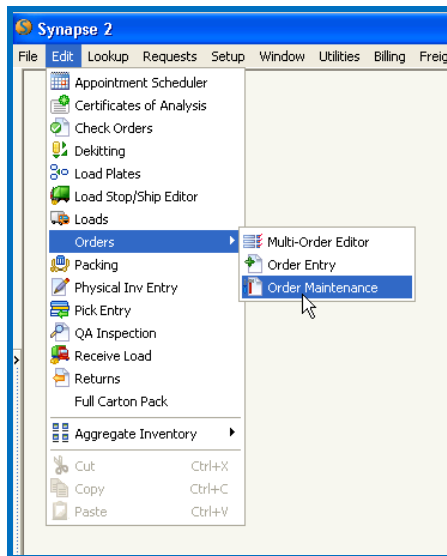 Synapse 2
File Edit Lookup Requests Setup Window Utilities Billing
Appointment Scheduler
Certificates of Analysis
Check Orders
Dekitting
Load Plates
Load Stop/Ship Editor
Loads
Orders
Multi-Order Editor
Packing
Order Entry
Physical Inv Entry
Order Maintenance
Pick Entry
QA Inspection
Receive Load
Returns
Full Carton Pack
Aggregate Inventory
Cut Ctrl+X
Copy Ctrl+C
Paste Ctrl+V